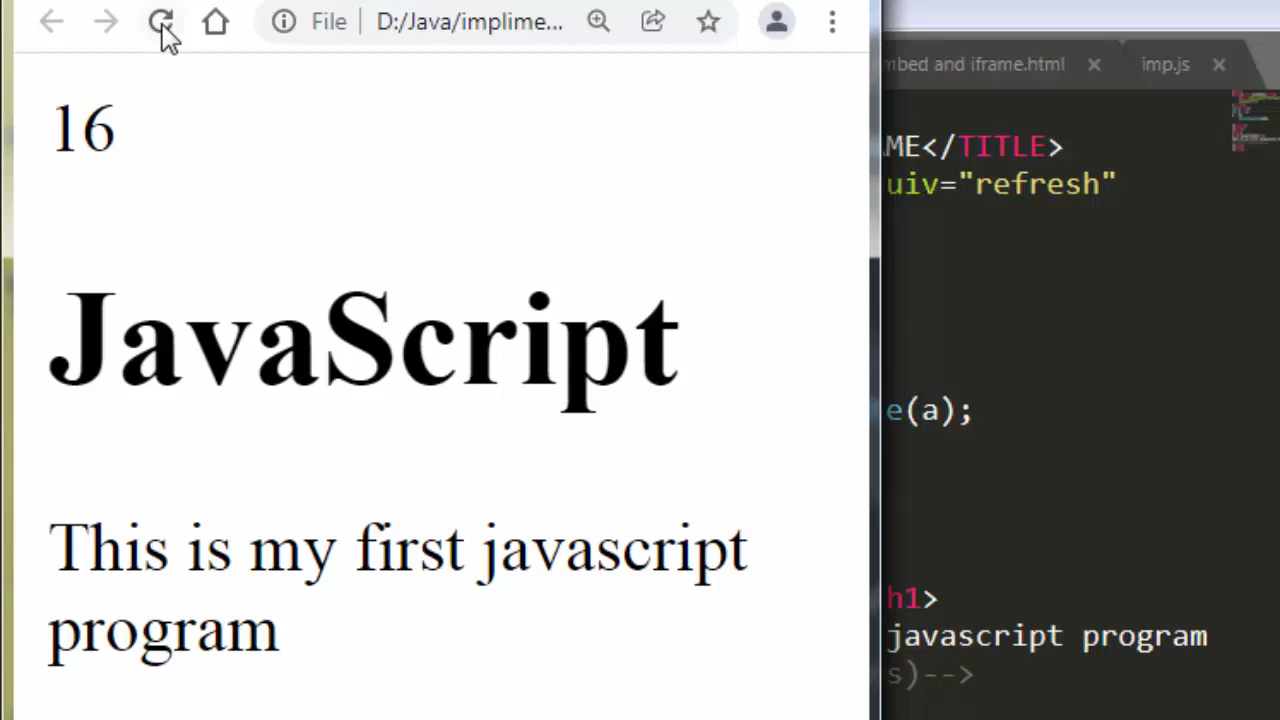 File
D:/Java/implime...
16
JavaScript
This is my first javascript
program
mbed and iframe.html
imp.js
ME</TITLE>
uiv="refresh"
e(a);
h1>
javascript program
s)-->